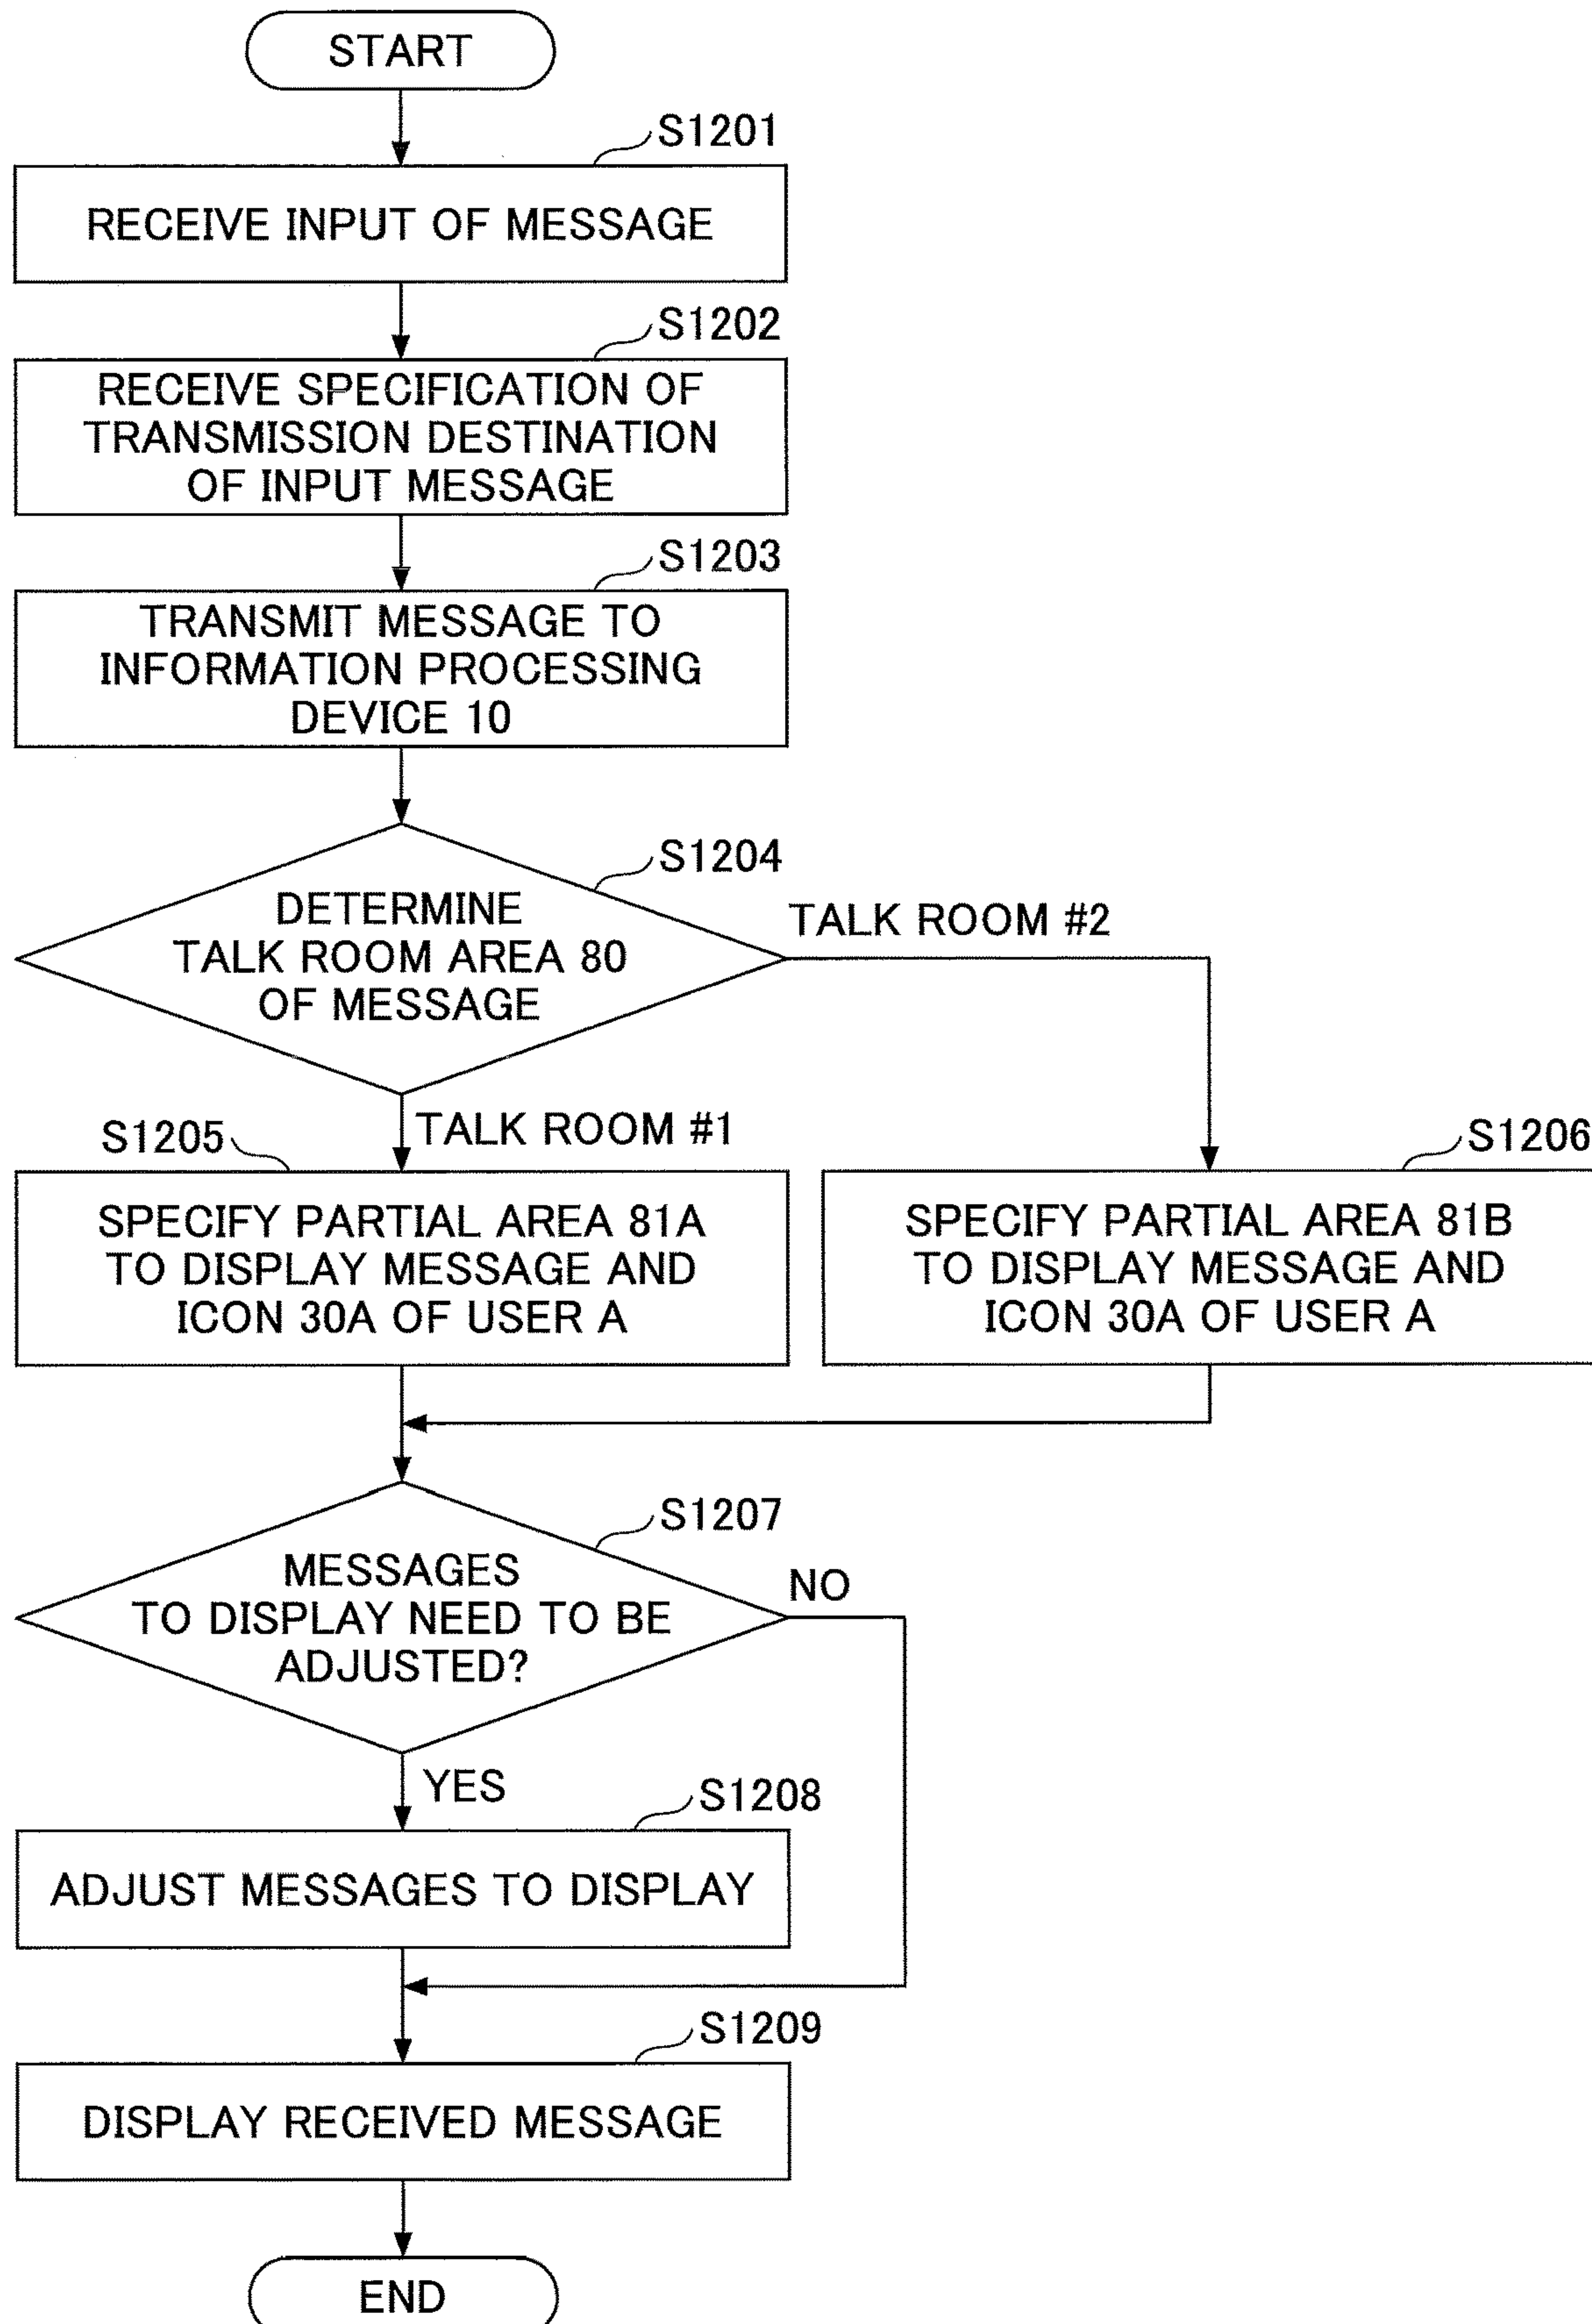 START
S1201
RECEIVE INPUT OF MESSAGE
S1202
RECEIVE SPECIFICATION OF
TRANSMISSION DESTINATION
OF INPUT MESSAGE
S1203
TRANSMIT MESSAGE TO
INFORMATION PROCESSING
DEVICE 10
S1204
DETERMINE
TALK ROOM AREA 80
OF MESSAGE
TALK ROOM #2
TALK ROOM #1
S1205
SPECIFY PARTIAL AREA 81A
TO DISPLAY MESSAGE AND
ICON 30A OF USER A
S1206
SPECIFY PARTIAL AREA 81B
TO DISPLAY MESSAGE AND
ICON 30A OF USER A
S1207
MESSAGES
TO DISPLAY NEED TO BE
ADJUSTED?
NO
YES
S1208
ADJUST MESSAGES TO DISPLAY
S1209
DISPLAY RECEIVED MESSAGE
END